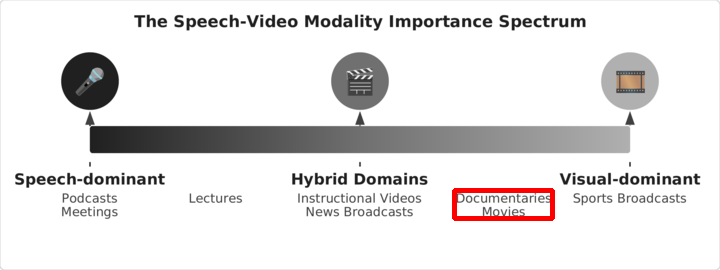 The Speech-Video Modality Importance Spectrum
Speech-dominant
Podcasts
Meetings
Lectures
Hybrid Domains
Instructional Videos
News Broadcasts
Documentaries
Movies
Visual-dominant
Sports Broadcasts